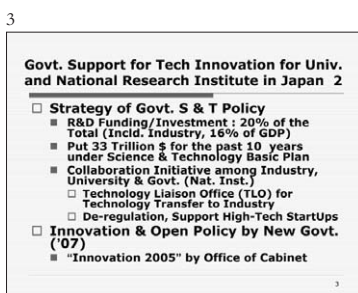 3
Govt. Support for Tech Innovation for Univ.
and National Research Institute in Japan 2
Strategy of Govt. S & T Policy
R&D Funding/Investment : 20% of the
Total (Incld. Industry, 16% of GDP)
Put 33 Trillion $ for the past 10 years
under Science & Technology Basic Plan
Collaboration Initiative among Industry,
University & Govt. (Nat. Inst.)
Technology Liaison Office (TLO) for
Technology Transfer to Industry
De-regulation, Support High-Tech StartUps
Innovation & Open Policy by New Govt.
('07)
"Innovation 2005" by Office of Cabinet
3